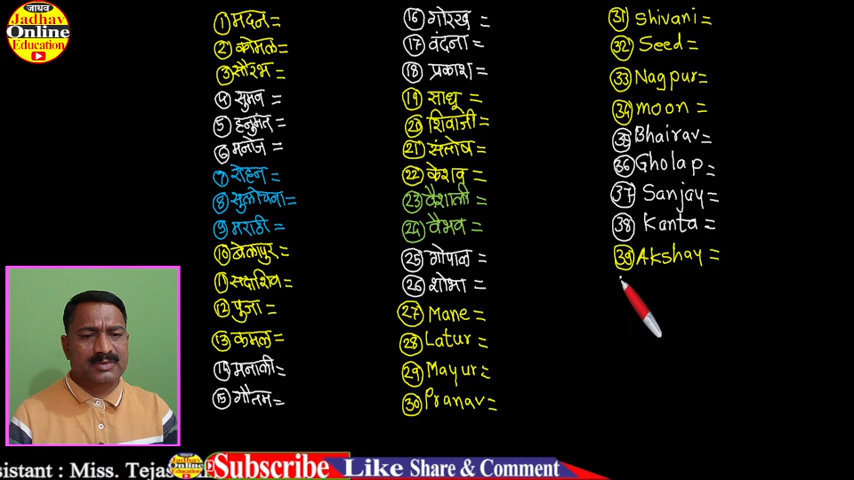 जाधव
Jadhav
Online
Education
1 मदन =
2 कोमल =
3 सौरभ =
4 सुमन =
5 हनुमंत =
6 मनोज =
7 रोहन =
8 सुलोचना =
9 मराठी =
10 बेलापुर =
11 सदाशिव =
12 पुजा =
13 कमल =
14 मनाकी =
15 गौतम =
16 गोरख =
17 वंदना =
18 प्रकाश =
19 साधू =
20 शिवाजी =
21 संतोष =
22 केशव =
23 वैशाली =
24 वैभव =
25 गोपाळ =
26 शोभा =
27 Mane =
28 Latur =
29 Mayur =
30 Pranav =
31 Shivani =
32 Seed =
33 Nagpur =
34 moon =
35 Bhairav =
36 Gholap =
37 Sanjay =
38 Kanta =
39 Akshay =
sistant : Miss. Tejas
Jadhav
Online
Education
Subscribe Like Share & Comment